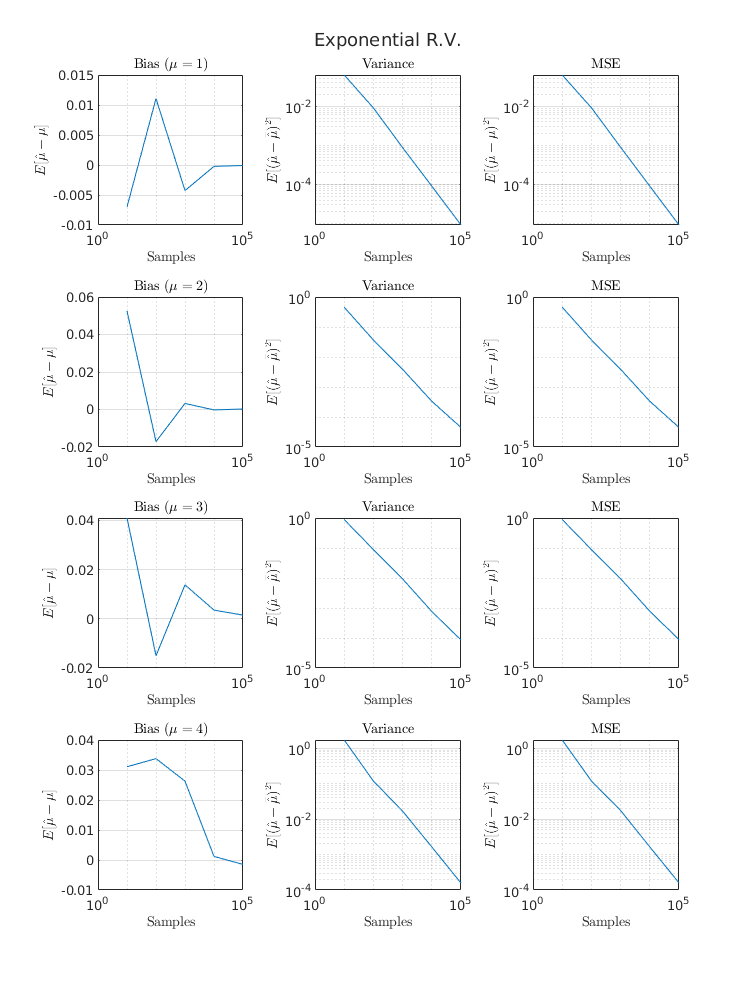 Exponential R.V.
Bias (μ = 1)
Variance
MSE
0.015
0.01
0.005
0
-0.005
-0.01
E[μ̂ − μ]
10^0
10^5
Samples
10^-2
10^-4
E[(μ̂ − μ̄̂)^2]
10^0
10^5
Samples
10^-2
10^-4
E[(μ̂ − μ)^2]
10^0
10^5
Samples
Bias (μ = 2)
Variance
MSE
0.06
0.04
0.02
0
-0.02
E[μ̂ − μ]
10^0
10^5
Samples
10^0
10^-5
E[(μ̂ − μ̄̂)^2]
10^0
10^5
Samples
10^0
10^-5
E[(μ̂ − μ)^2]
10^0
10^5
Samples
Bias (μ = 3)
Variance
MSE
0.04
0.02
0
-0.02
E[μ̂ − μ]
10^0
10^5
Samples
10^0
10^-5
E[(μ̂ − μ̄̂)^2]
10^0
10^5
Samples
10^0
10^-5
E[(μ̂ − μ)^2]
10^0
10^5
Samples
Bias (μ = 4)
Variance
MSE
0.04
0.03
0.02
0.01
0
-0.01
E[μ̂ − μ]
10^0
10^5
Samples
10^0
10^-2
10^-4
E[(μ̂ − μ̄̂)^2]
10^0
10^5
Samples
10^0
10^-2
10^-4
E[(μ̂ − μ)^2]
10^0
10^5
Samples